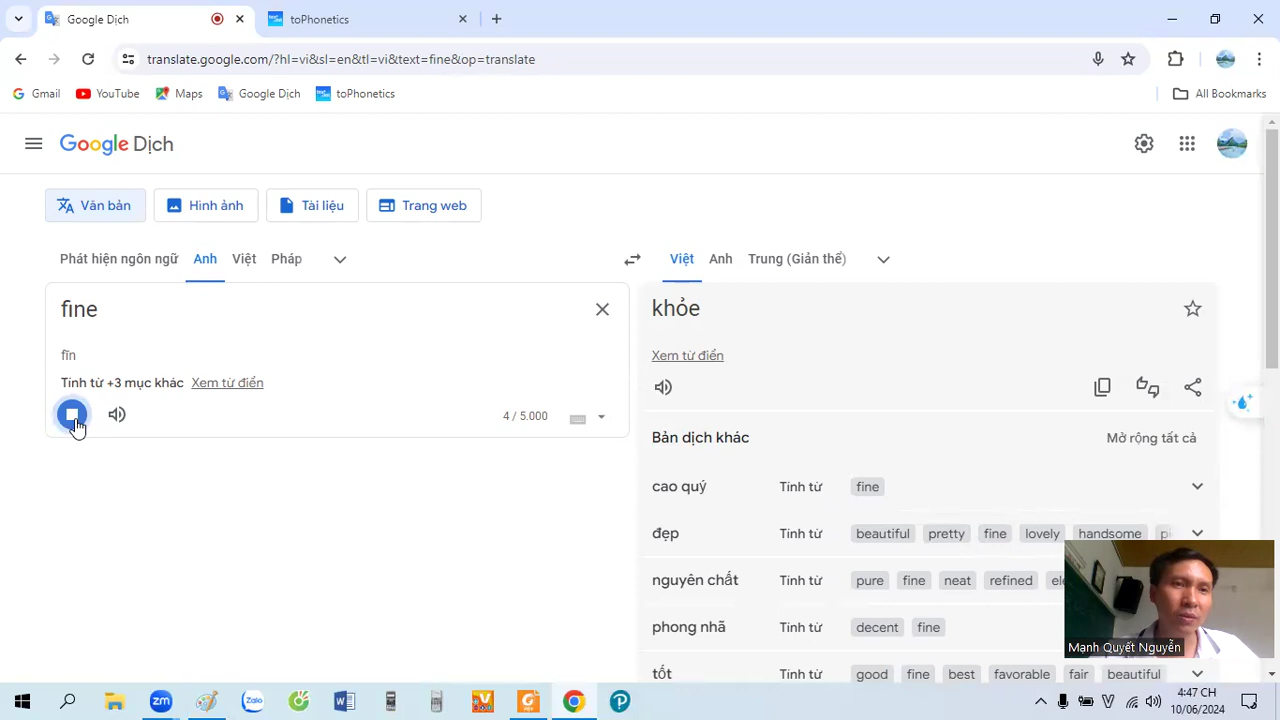 Google Dịch
toPhonetics
translate.google.com/?hl=vi&sl=en&tl=vi&text=fine&op=translate
Gmail YouTube Maps Google Dịch toPhonetics All Bookmarks
Google Dịch
Văn bản Hình ảnh Tài liệu Trang web
Phát hiện ngôn ngữ Anh Việt Pháp Việt Anh Trung (Giản thể)
fine
khỏe
fīn
Xem từ điển
Tính từ +3 mục khác Xem từ điển
4 / 5.000
Bản dịch khác Mở rộng tất cả
cao quý Tính từ fine
đẹp Tính từ beautiful pretty fine lovely handsome
nguyên chất Tính từ pure fine neat refined
phong nhã Tính từ decent fine
tốt Tính từ good fine best favorable fair beautiful
Mạnh Quyết Nguyễn
zm Zalo
4:47 CH
10/06/2024